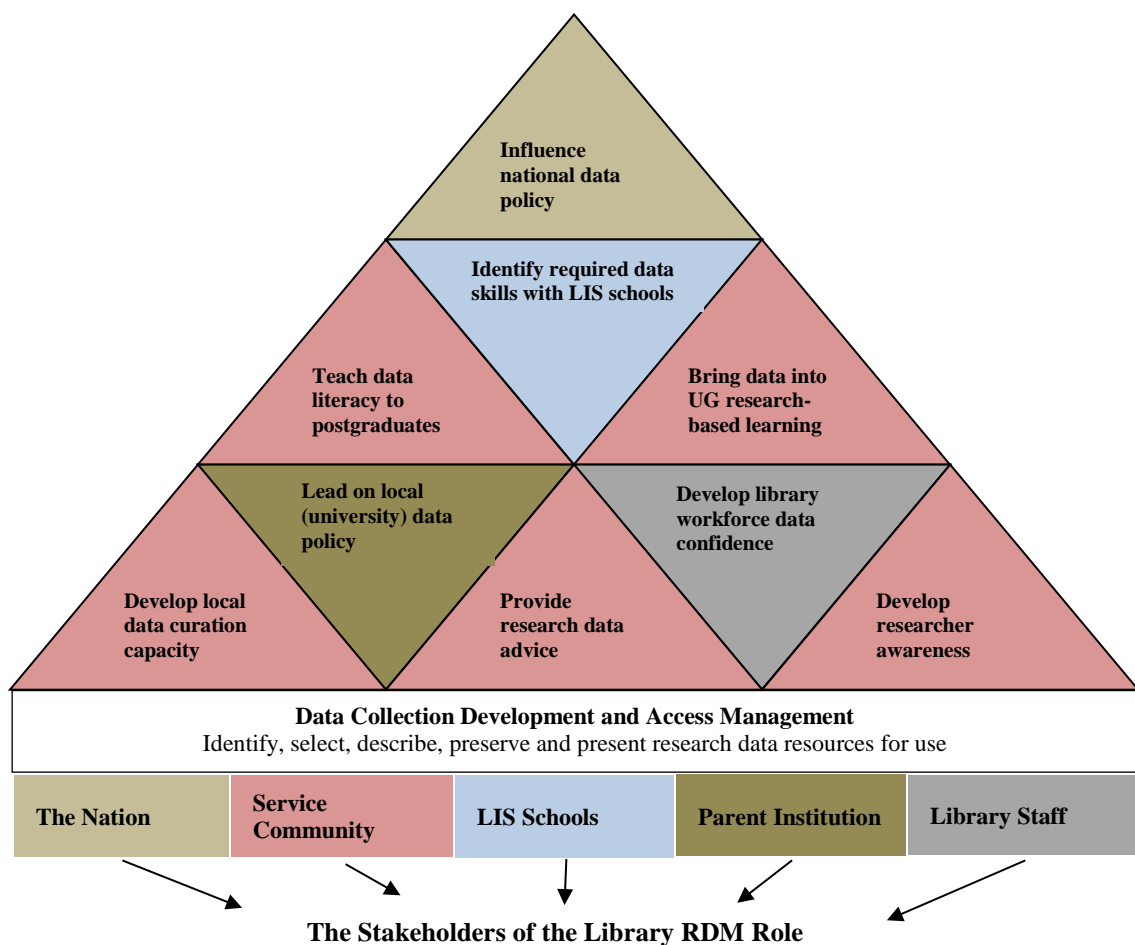 Influence
national data
policy
Identify required data
skills with LIS schools
Teach data
literacy to
postgraduates
Bring data into
UG research-
based learning
Lead on local
(university) data
policy
Develop library
workforce data
confidence
Develop local
data curation
capacity
Provide
research data
advice
Develop
researcher
awareness
Data Collection Development and Access Management
Identify, select, describe, preserve and present research data resources for use
The Nation
Service
Community
LIS Schools
Parent Institution
Library Staff
The Stakeholders of the Library RDM Role